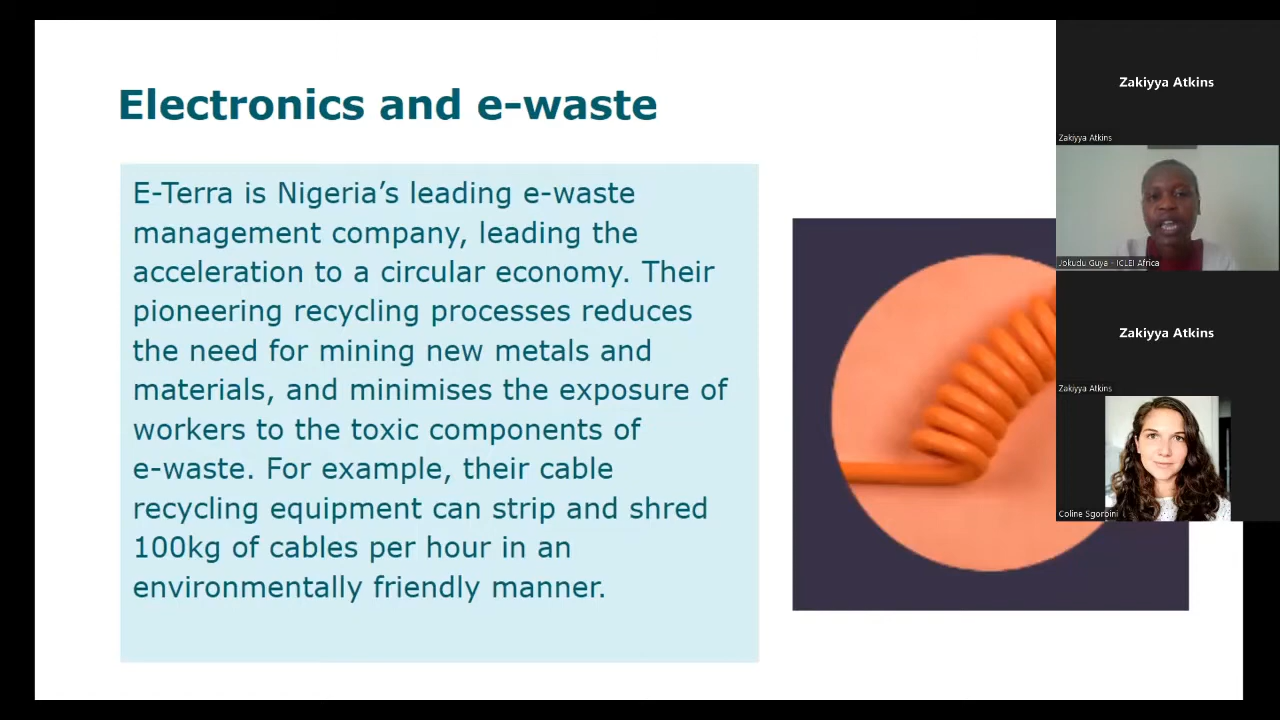 Electronics and e-waste
E-Terra is Nigeria’s leading e-waste
management company, leading the
acceleration to a circular economy. Their
pioneering recycling processes reduces
the need for mining new metals and
materials, and minimises the exposure of
workers to the toxic components of
e-waste. For example, their cable
recycling equipment can strip and shred
100kg of cables per hour in an
environmentally friendly manner.
Zakiyya Atkins
Zakiyya Atkins
Jokudu Guya - ICLEI Africa
Zakiyya Atkins
Zakiyya Atkins
Coline Sgorbini